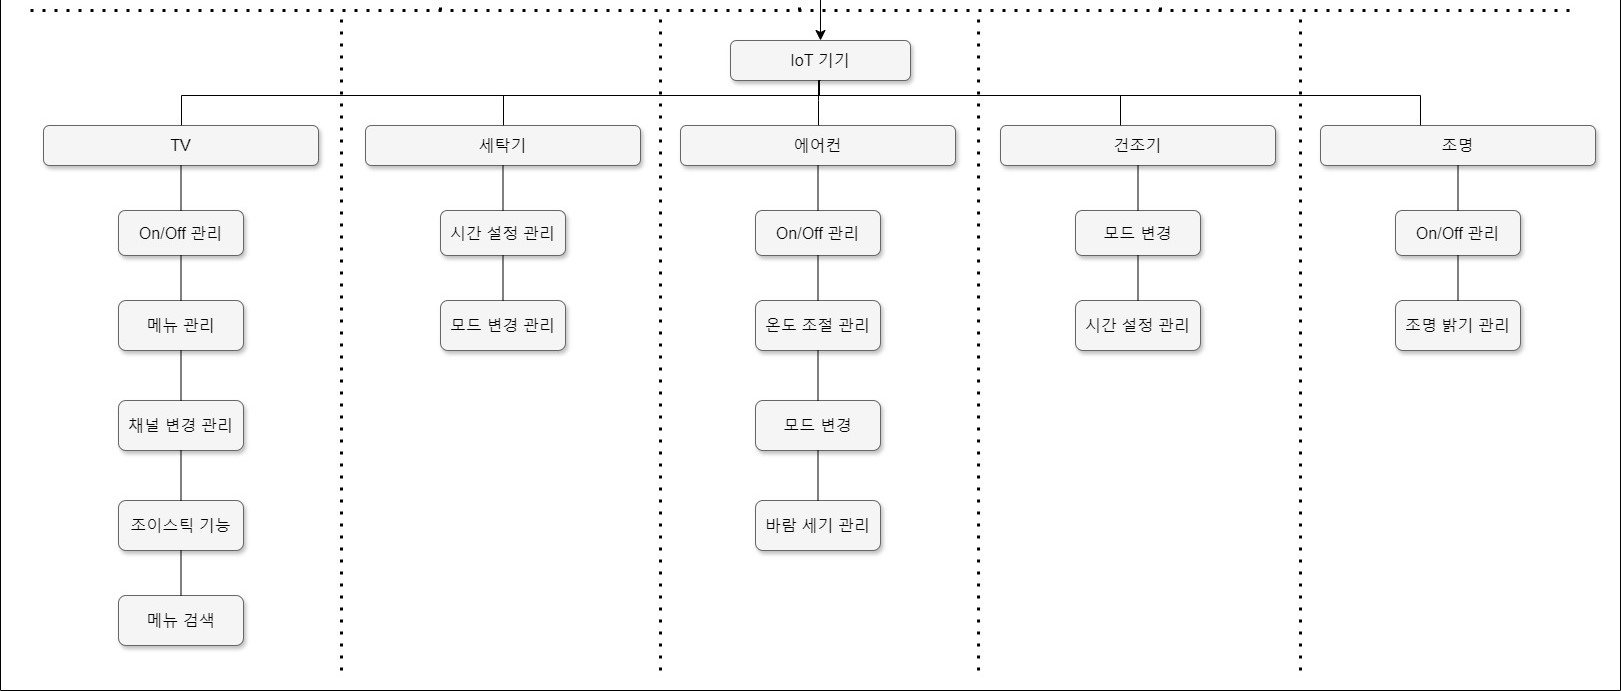 IoT 기기
TV
세탁기
에어컨
건조기
조명
On/Off 관리
시간 설정 관리
On/Off 관리
모드 변경
On/Off 관리
메뉴 관리
모드 변경 관리
온도 조절 관리
시간 설정 관리
조명 밝기 관리
채널 변경 관리
모드 변경
조이스틱 기능
바람 세기 관리
메뉴 검색